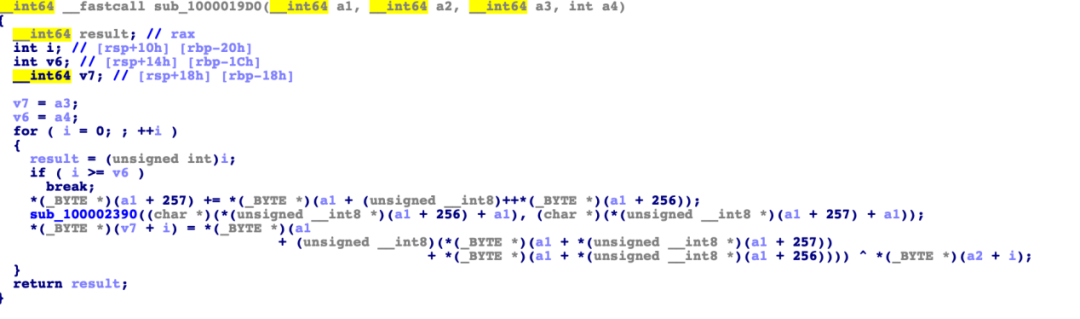 __int64 __fastcall sub_1000019D0(__int64 a1, __int64 a2, __int64 a3, int a4)
{
__int64 result; // rax
int i; // [rsp+10h] [rbp-20h]
int v6; // [rsp+14h] [rbp-1Ch]
__int64 v7; // [rsp+18h] [rbp-18h]
v7 = a3;
v6 = a4;
for ( i = 0; ; ++i )
{
result = (unsigned int)i;
if ( i >= v6 )
break;
*(_BYTE *)(a1 + 257) += *(_BYTE *)(a1 + (unsigned __int8)++*(_BYTE *)(a1 + 256));
sub_100002390((char *)(*(unsigned __int8 *)(a1 + 256) + a1), (char *)(*(unsigned __int8 *)(a1 + 257) + a1));
*(_BYTE *)(v7 + i) = *(_BYTE *)(a1
+ (unsigned __int8)(*(_BYTE *)(a1 + *(unsigned __int8 *)(a1 + 257))
+ *(_BYTE *)(a1 + *(unsigned __int8 *)(a1 + 256)))) ^ *(_BYTE *)(a2 + i);
}
return result;
}